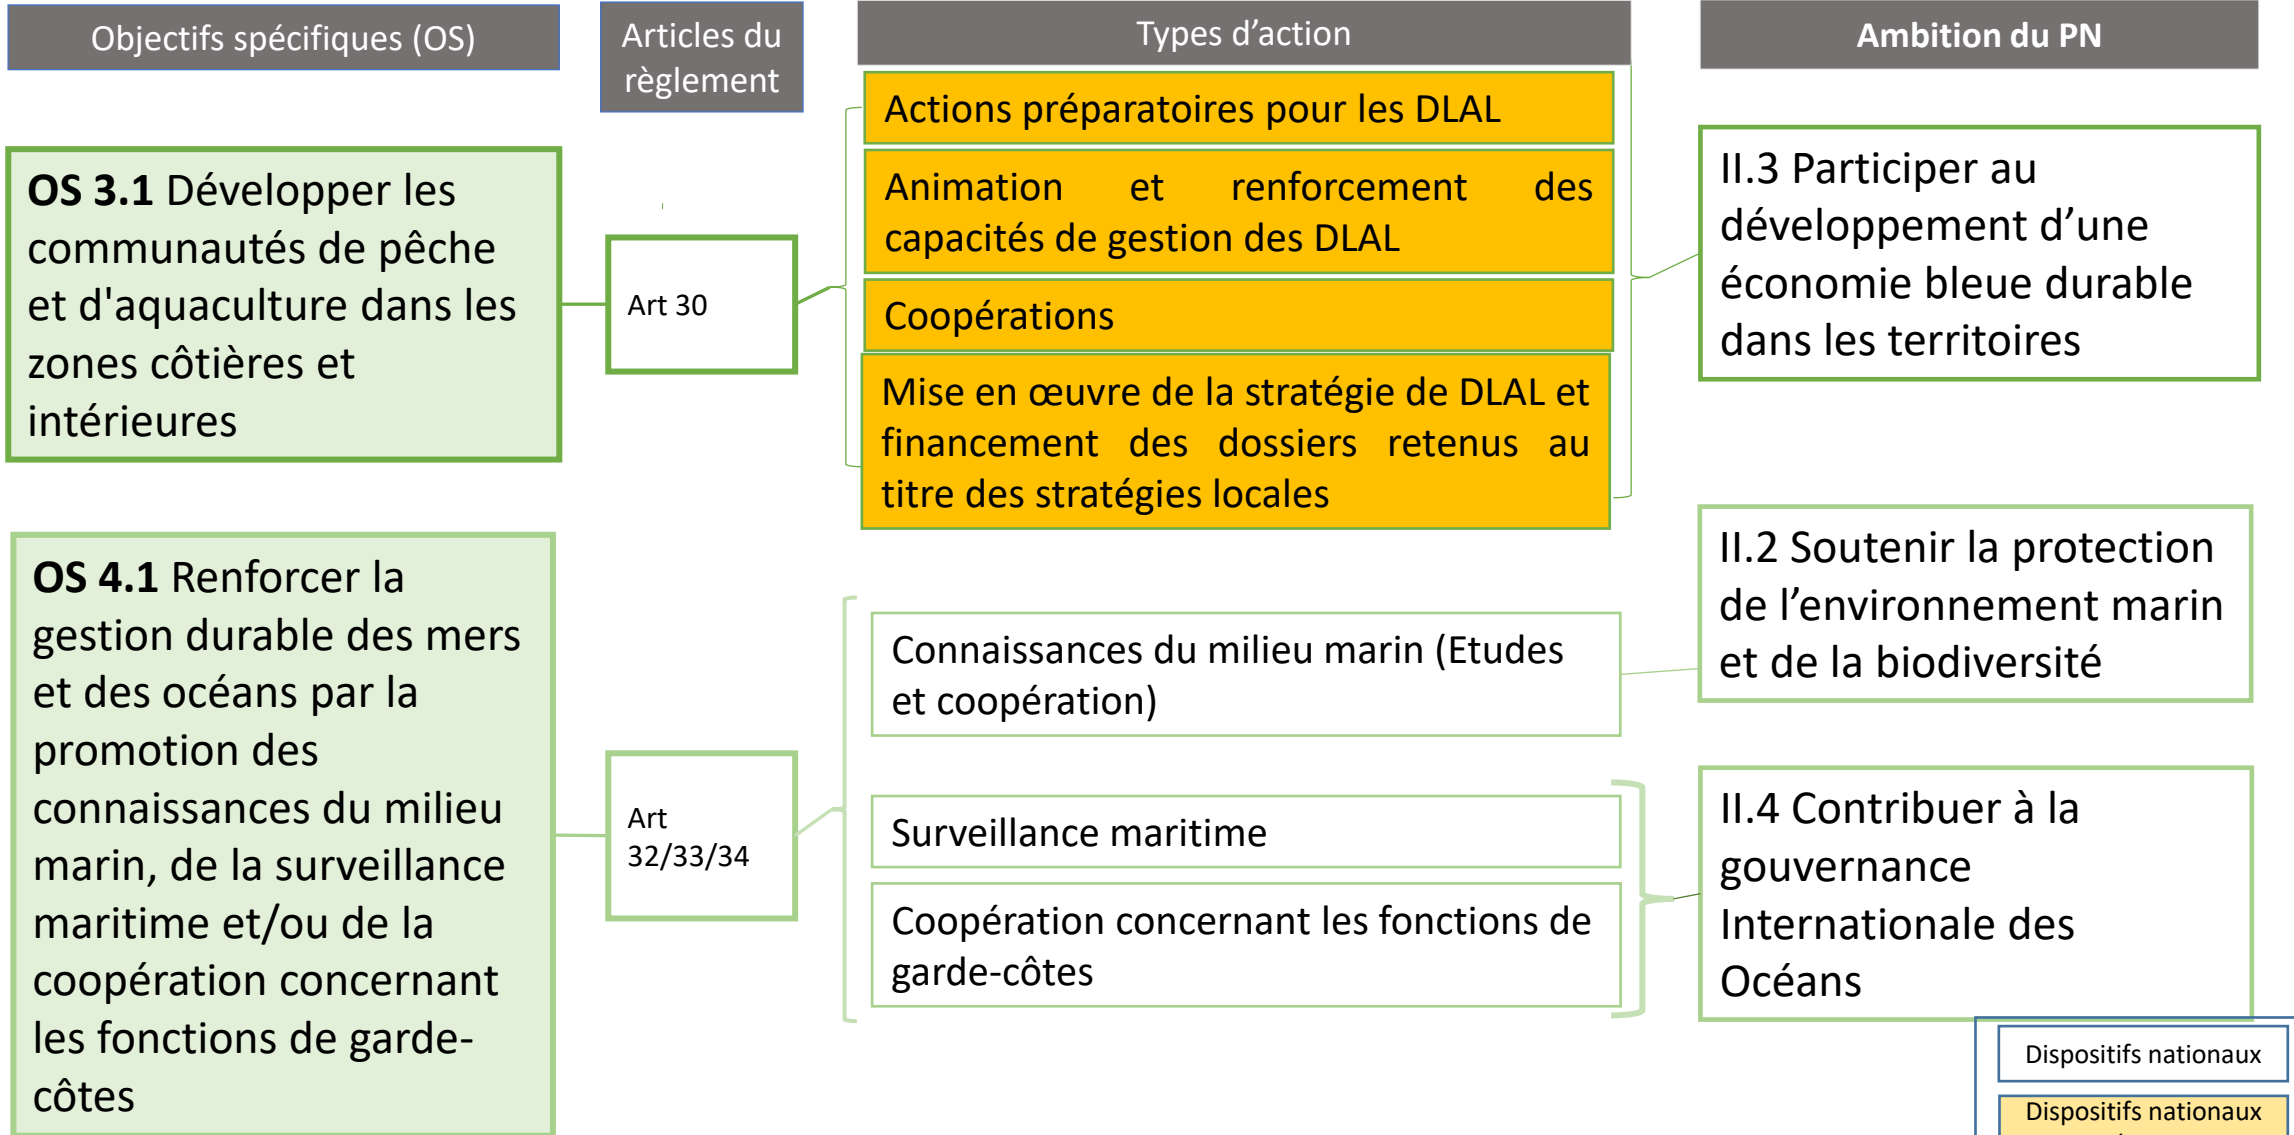 Objectifs spécifiques (OS)
Articles du
règlement
Types d’action
Ambition du PN
OS 3.1 Développer les
communautés de pêche
et d'aquaculture dans les
zones côtières et
intérieures
Art 30
Actions préparatoires pour les DLAL
Animation et renforcement des
capacités de gestion des DLAL
Coopérations
Mise en œuvre de la stratégie de DLAL et
financement des dossiers retenus au
titre des stratégies locales
II.3 Participer au
développement d’une
économie bleue durable
dans les territoires
OS 4.1 Renforcer la
gestion durable des mers
et des océans par la
promotion des
connaissances du milieu
marin, de la surveillance
maritime et/ou de la
coopération concernant
les fonctions de garde-
côtes
Art
32/33/34
Connaissances du milieu marin (Etudes
et coopération)
Surveillance maritime
Coopération concernant les fonctions de
garde-côtes
II.2 Soutenir la protection
de l’environnement marin
et de la biodiversité
II.4 Contribuer à la
gouvernance
Internationale des
Océans
Dispositifs nationaux
Dispositifs nationaux